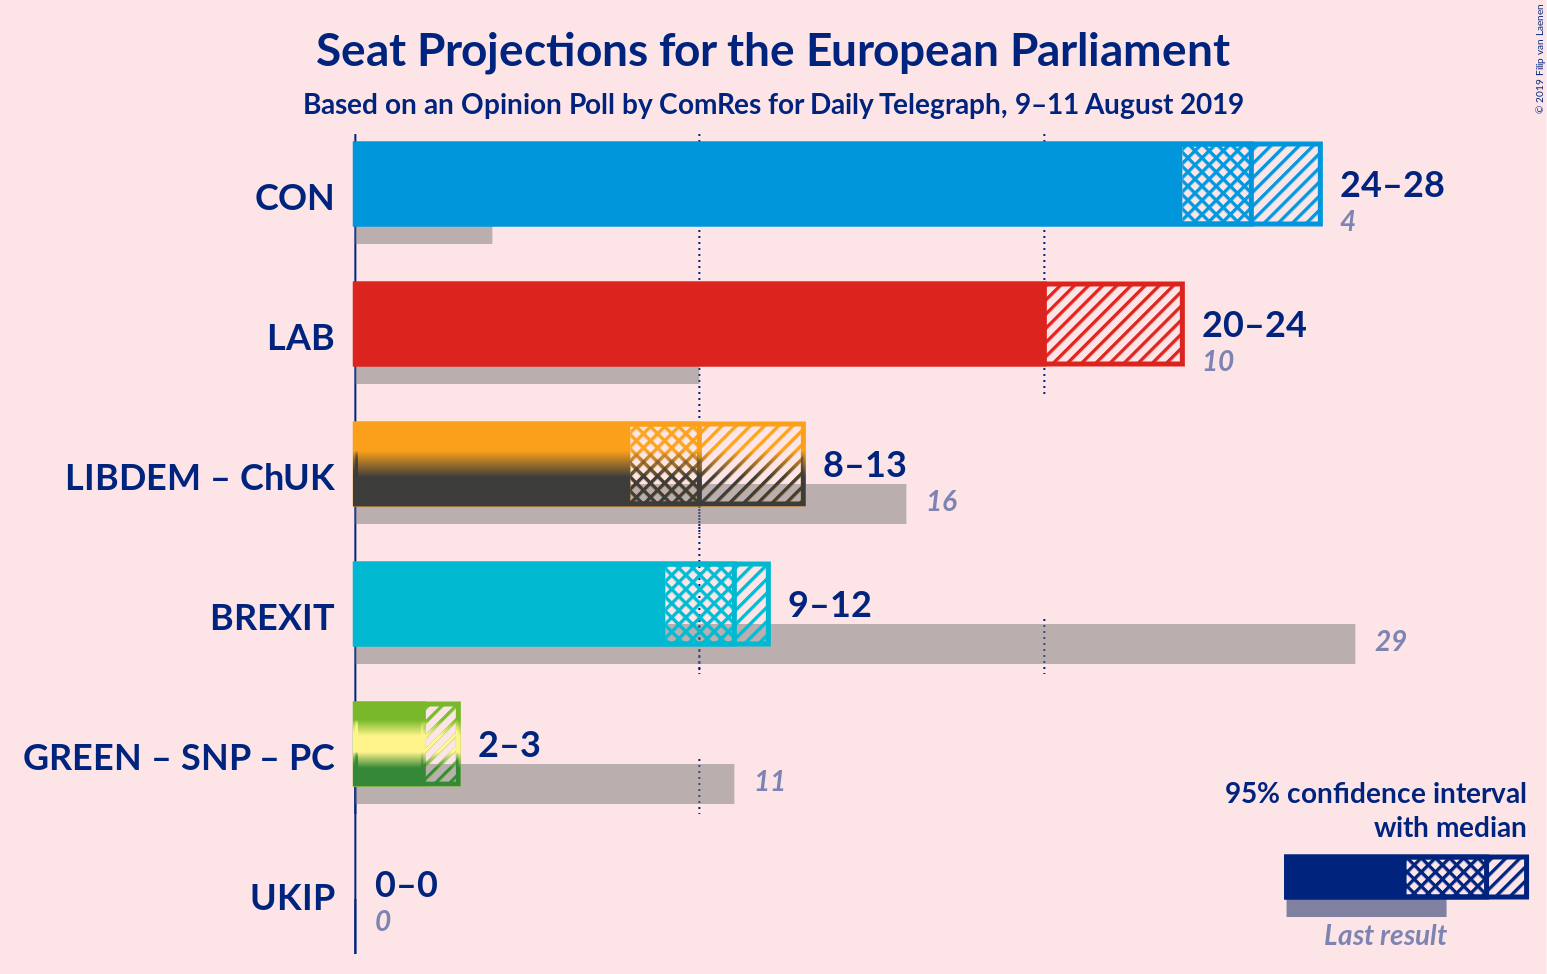 Seat Projections for the European Parliament
Based on an Opinion Poll by ComRes for Daily Telegraph, 9–11 August 2019
© 2019 Filip van Laenen
CON
24–28
4
LAB
20–24
10
LIBDEM – ChUK
8–13
16
BREXIT
9–12
29
GREEN – SNP – PC
2–3
11
UKIP
0–0
0
95% confidence interval
with median
Last result